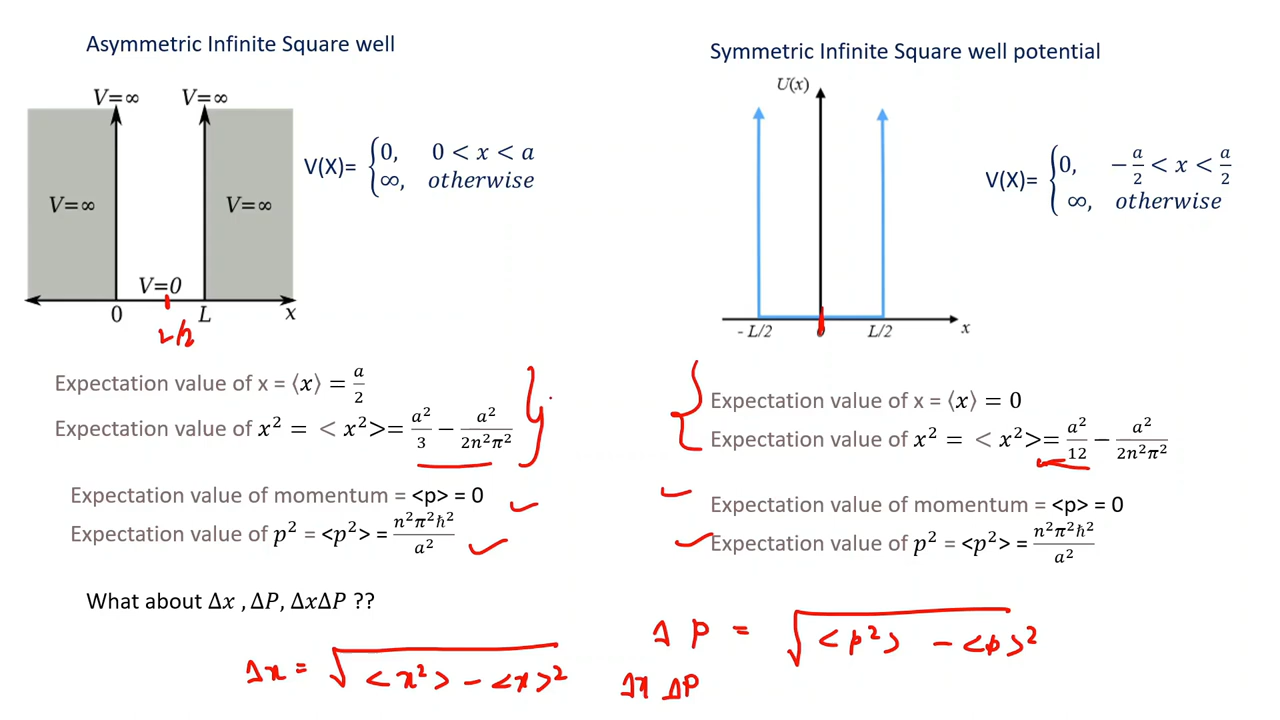 Asymmetric Infinite Square well
V=∞ V=∞
V(X)= {0, 0 < x < a
∞, otherwise
V=∞ V=∞
V=0
0 L x
L/2
Expectation value of x = ⟨x⟩ = a/2
Expectation value of x² = < x²>= a²/3 − a²/2n²π²
Expectation value of momentum = <p> = 0
Expectation value of p² = <p²> = n²π²ħ²/a²
What about Δx , ΔP, ΔxΔP ??
Δx = √<x²> − <x>²
Symmetric Infinite Square well potential
U(x)
V(X)= {0, −a/2 < x < a/2
∞, otherwise
- L/2 0 L/2 x
Expectation value of x = ⟨x⟩ = 0
Expectation value of x² = < x²>= a²/12 − a²/2n²π²
Expectation value of momentum = <p> = 0
Expectation value of p² = <p²> = n²π²ħ²/a²
Δ P = √<p²> − <p>²
Δx ΔP